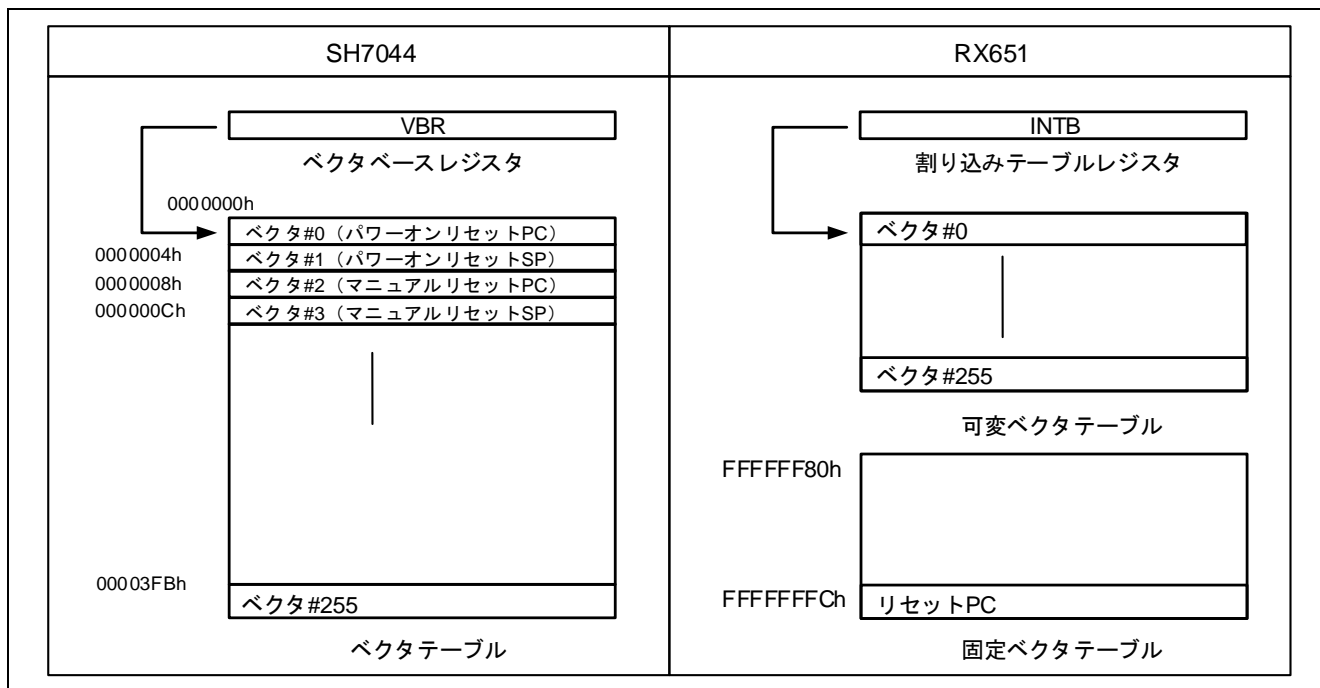 SH7044
RX651
VBR
ベクタベースレジスタ
0000000h
ベクタ#0（パワーオンリセットPC）
0000004h
ベクタ#1（パワーオンリセットSP）
0000008h
ベクタ#2（マニュアルリセットPC）
000000Ch
ベクタ#3（マニュアルリセットSP）
00003FBh
ベクタ#255
ベクタテーブル
INTB
割り込みテーブルレジスタ
ベクタ#0
ベクタ#255
可変ベクタテーブル
FFFFFF80h
FFFFFFFCh
リセットPC
固定ベクタテーブル